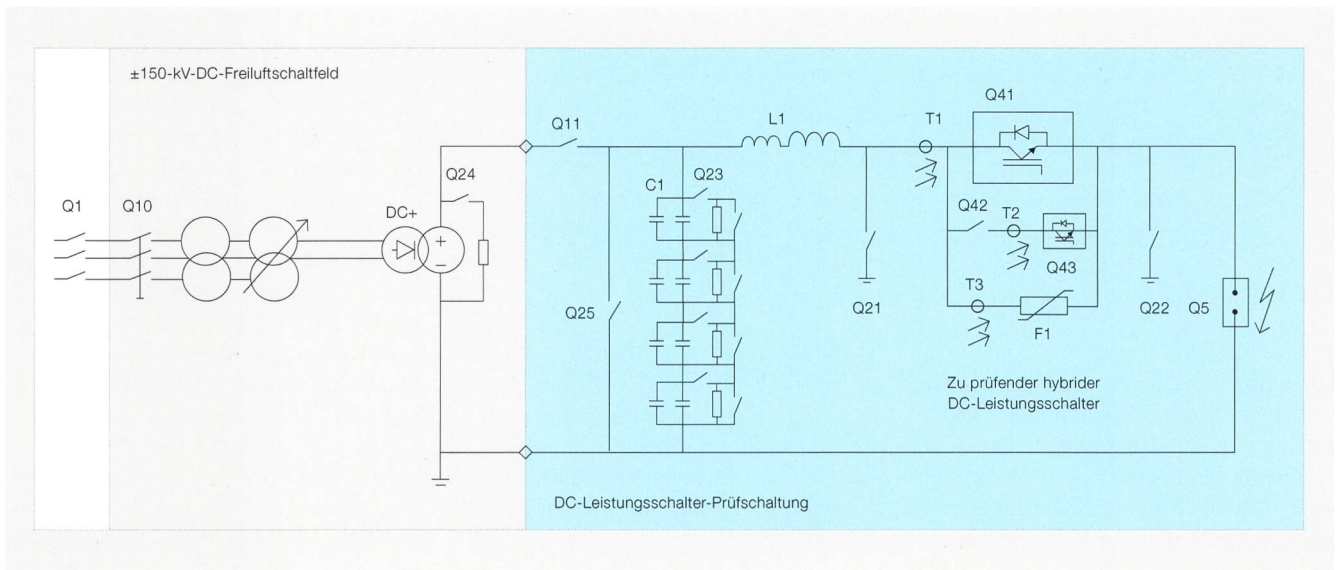 ±150-kV-DC-Freiluftschaltfeld
Q1
Q10
DC+
+
−
Q24
Q11
Q25
C1
Q23
L1
Q21
T1
Q41
Q42
T2
Q43
T3
F1
Q22
Q5
Zu prüfender hybrider
DC-Leistungsschalter
DC-Leistungsschalter-Prüfschaltung